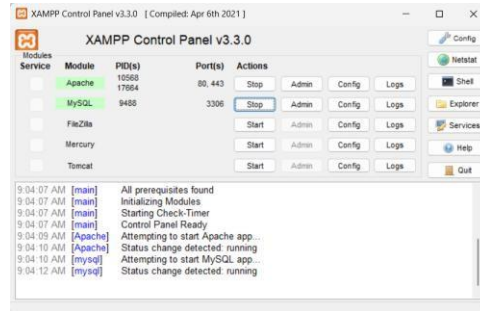 XAMPP Control Panel v3.3.0 [ Compiled: Apr 6th 2021 ]
XAMPP Control Panel v3.3.0
Config
Modules
Service Module PID(s) Port(s) Actions
Netstat
Apache 10568 17664 80, 443 Stop Admin Config Logs
Shell
MySQL 9488 3306 Stop Admin Config Logs
Explorer
FileZilla Start Admin Config Logs
Services
Mercury Start Admin Config Logs
Help
Tomcat Start Admin Config Logs
Quit
9:04:07 AM [main] All prerequisites found
9:04:07 AM [main] Initializing Modules
9:04:07 AM [main] Starting Check-Timer
9:04:07 AM [main] Control Panel Ready
9:04:09 AM [Apache] Attempting to start Apache app...
9:04:10 AM [Apache] Status change detected: running
9:04:10 AM [mysql] Attempting to start MySQL app...
9:04:12 AM [mysql] Status change detected: running